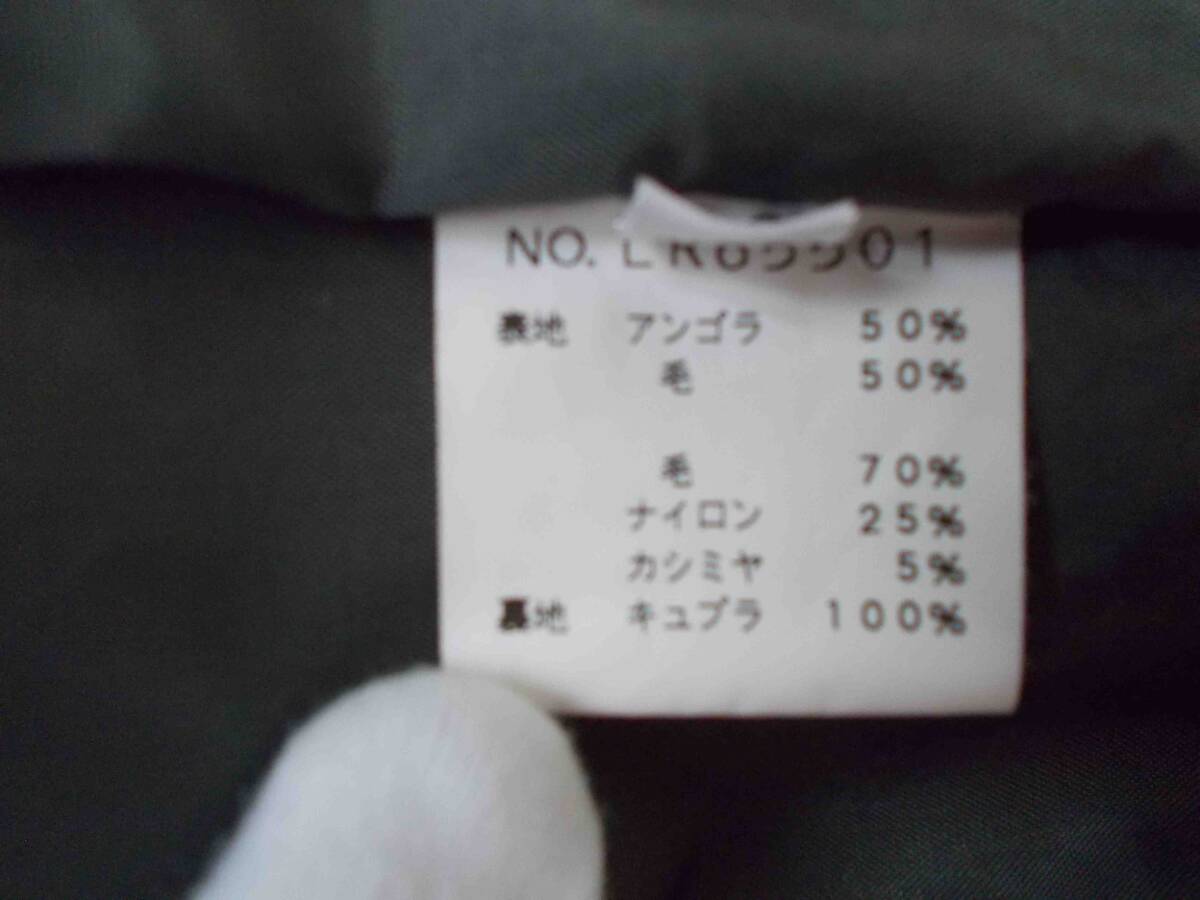 NO.
表地 アンゴラ 50%
毛 50%
毛 70%
ナイロン 25%
カシミヤ 5%
裏地 キュプラ 100%